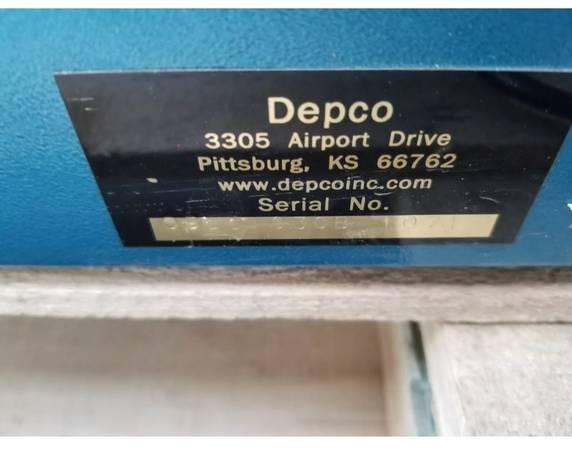 Depco
3305 Airport Drive
Pittsburg, KS 66762
www.depcoinc.com
Serial No.